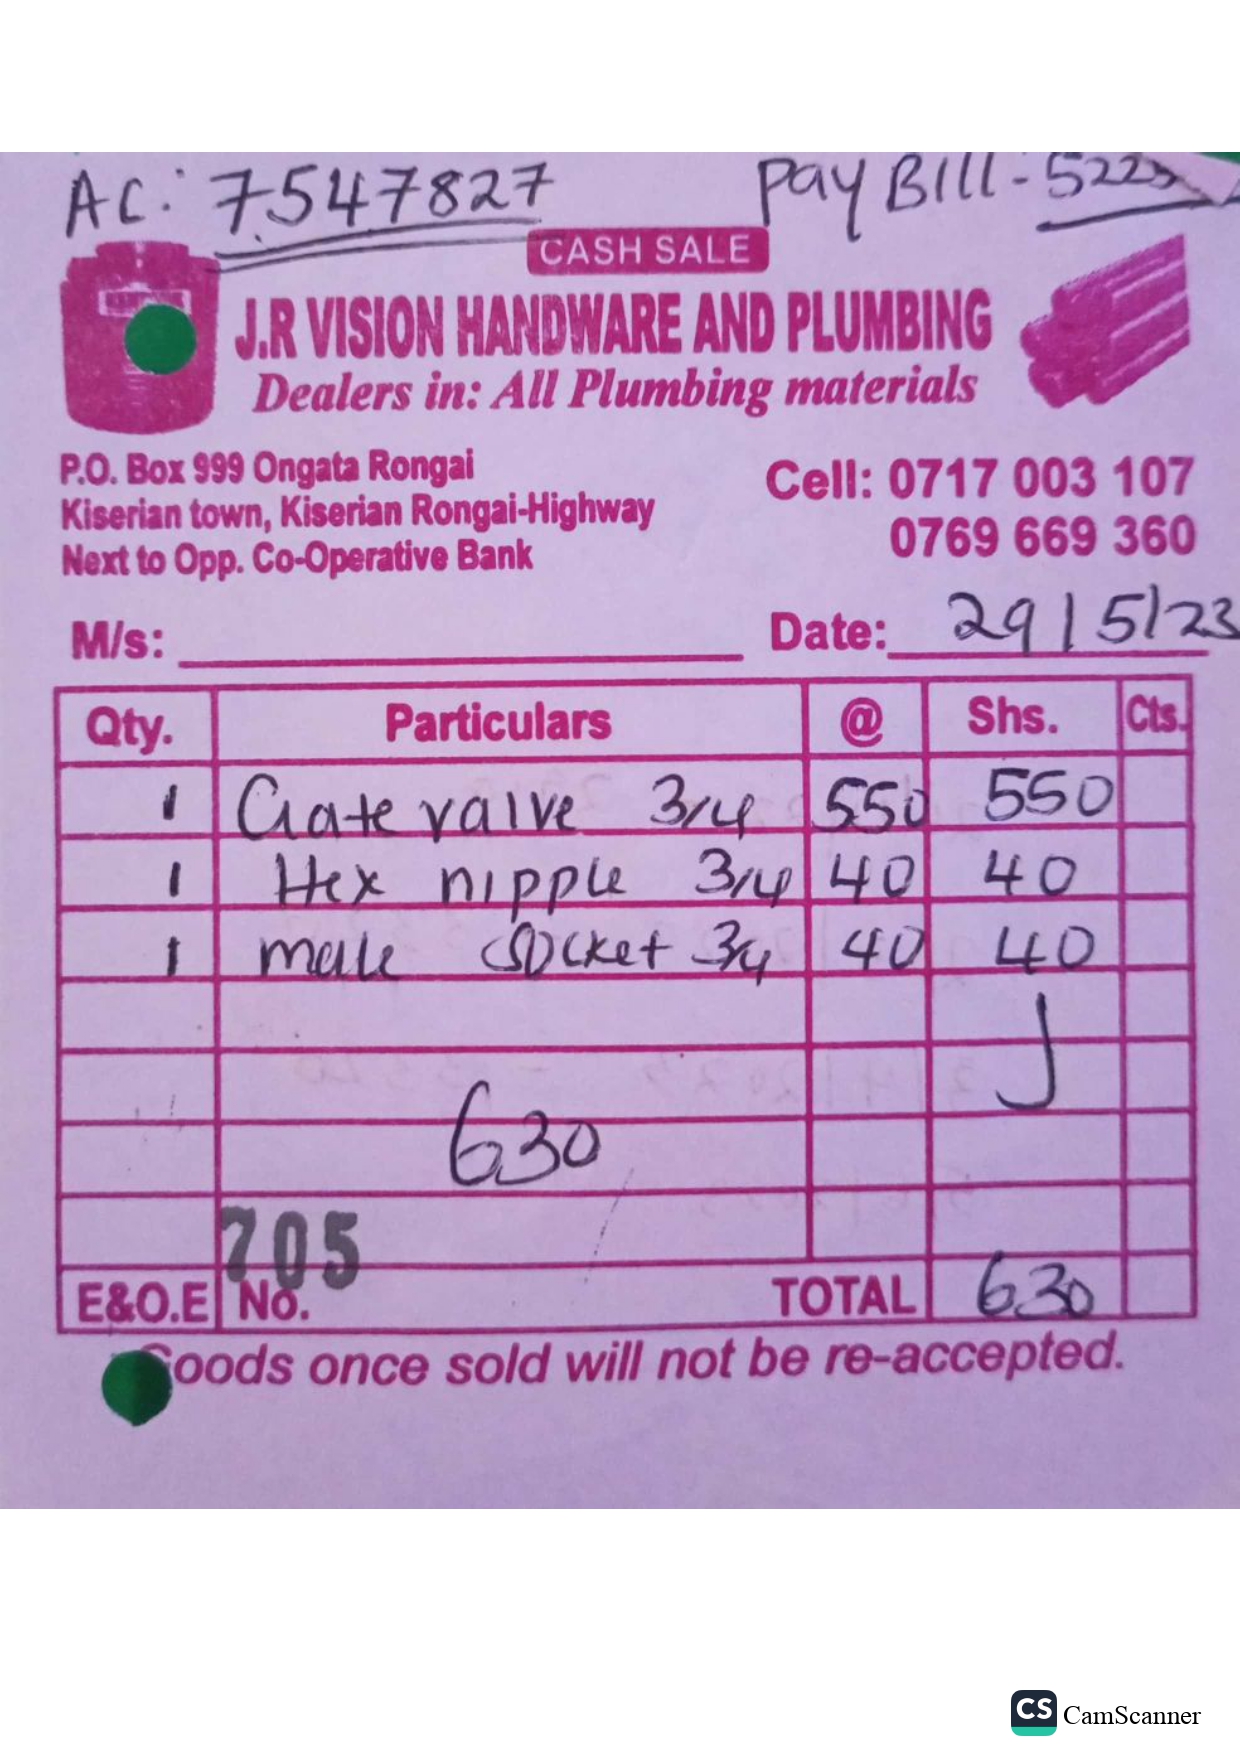 AC: 7547827 Pay Bill -
CASH SALE
J.R VISION HANDWARE AND PLUMBING
Dealers in: All Plumbing materials
P.O. Box 999 Ongata Rongai
Kiserian town, Kiserian Rongai-Highway
Next to Opp. Co-Operative Bank
Cell: 0717 003 107
0769 669 360
M/s: Date: 29/5/23
Qty. Particulars @ Shs. Cts.
1 Gate valve 3/4 550 550
1 Hex nipple 3/4 40 40
1 male socket 3/4 40 40
630
705
E&O.E No. TOTAL 630
Goods once sold will not be re-accepted.
CS CamScanner